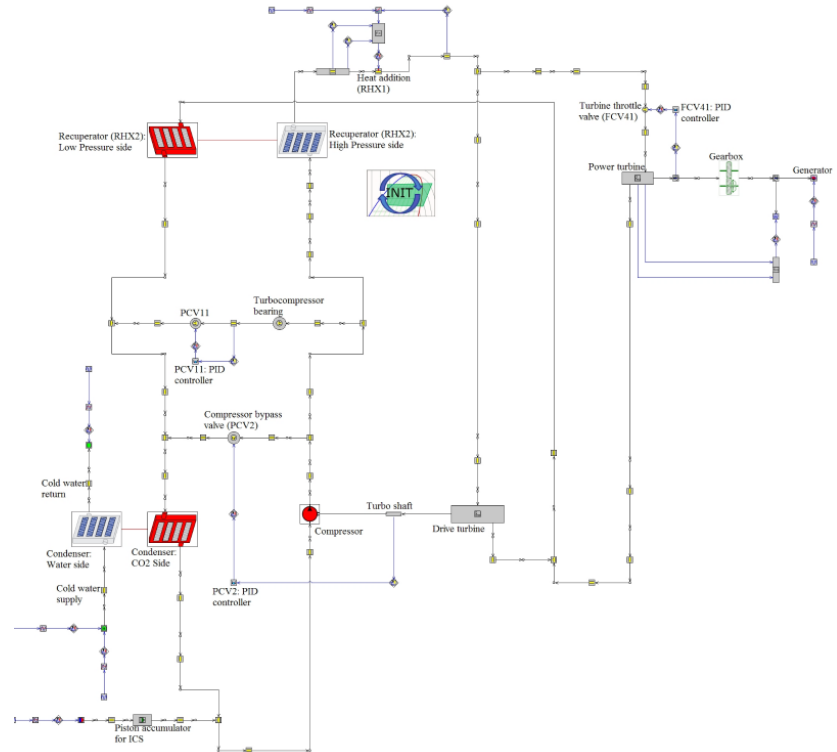 Heat addition
(RHX1)
Turbine throttle
valve (FCV41)
FCV41: PID
controller
Recuperator (RHX2):
Low Pressure side
Recuperator (RHX2):
High Pressure side
Gearbox
Power turbine
Generator
INIT
PCV11
Turbocompressor
bearing
PCV11: PID
controller
Compressor bypass
valve (PCV2)
Cold water
return
Turbo shaft
Compressor
Drive turbine
Condenser:
Water side
Condenser:
CO2 Side
Cold water
supply
PCV2: PID
controller
Piston accumulator
for ICS